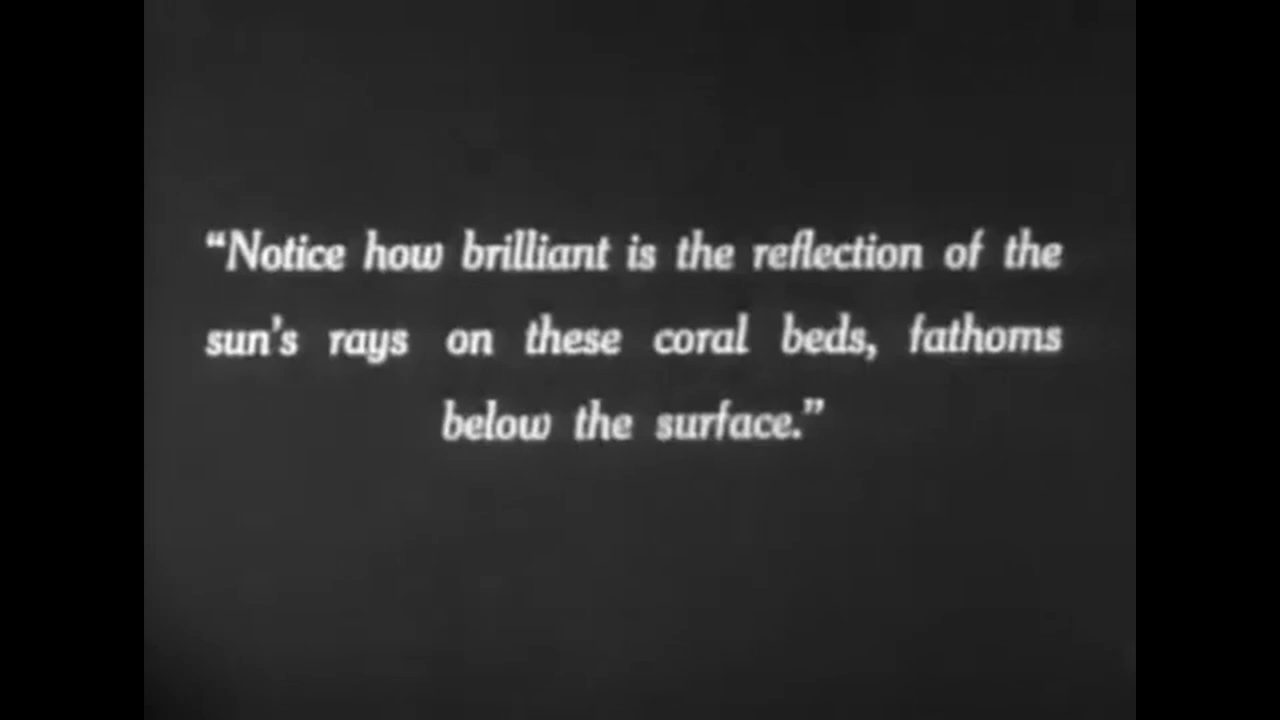 “Notice how brilliant is the reflection of the
sun’s rays on these coral beds, fathoms
below the surface.”